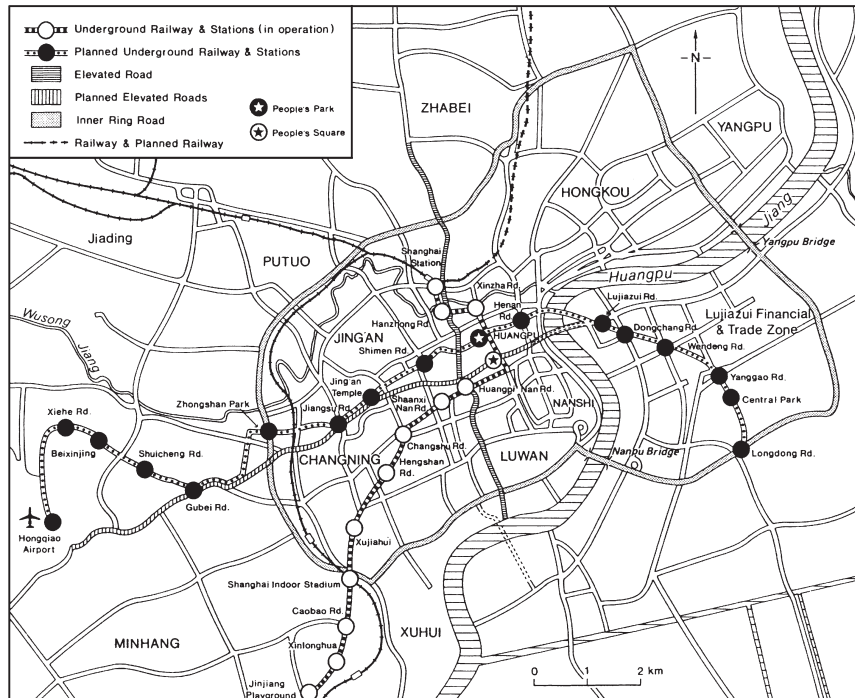 Underground Railway & Stations (in operation)
Planned Underground Railway & Stations
Elevated Road
Planned Elevated Roads
Inner Ring Road
Railway & Planned Railway
People's Park
People's Square
-N-
ZHABEI
YANGPU
HONGKOU
Jiang
Yangpu Bridge
Jiading
PUTUO
Shanghai
Station
Huangpu
Xinzha Rd.
Lujiazui Rd.
Wusong
Jiang
Hanzhong Rd.
Henan
Rd.
HUANGPU
Lujiazui Financial
& Trade Zone
Dongchang Rd.
JING'AN
Shimen Rd.
Wendeng Rd.
Jing'an
Temple
Yanggao Rd.
Shaanxi
Nan Rd.
Huangpi Nan Rd.
NANSHI
Central Park
Zhongshan Park
Jiangsu Rd.
Xiehe Rd.
Changshu Rd.
Beixinjing
Shuicheng Rd.
CHANGNING
Hengshan
Rd.
LUWAN
Nanpu Bridge
Longdong Rd.
Gubei Rd.
Hongqiao
Airport
Xujiahui
Shanghai Indoor Stadium
Caobao Rd.
XUHUI
MINHANG
Xinlonghua
Jinjiang
Playground
0 1 2 km